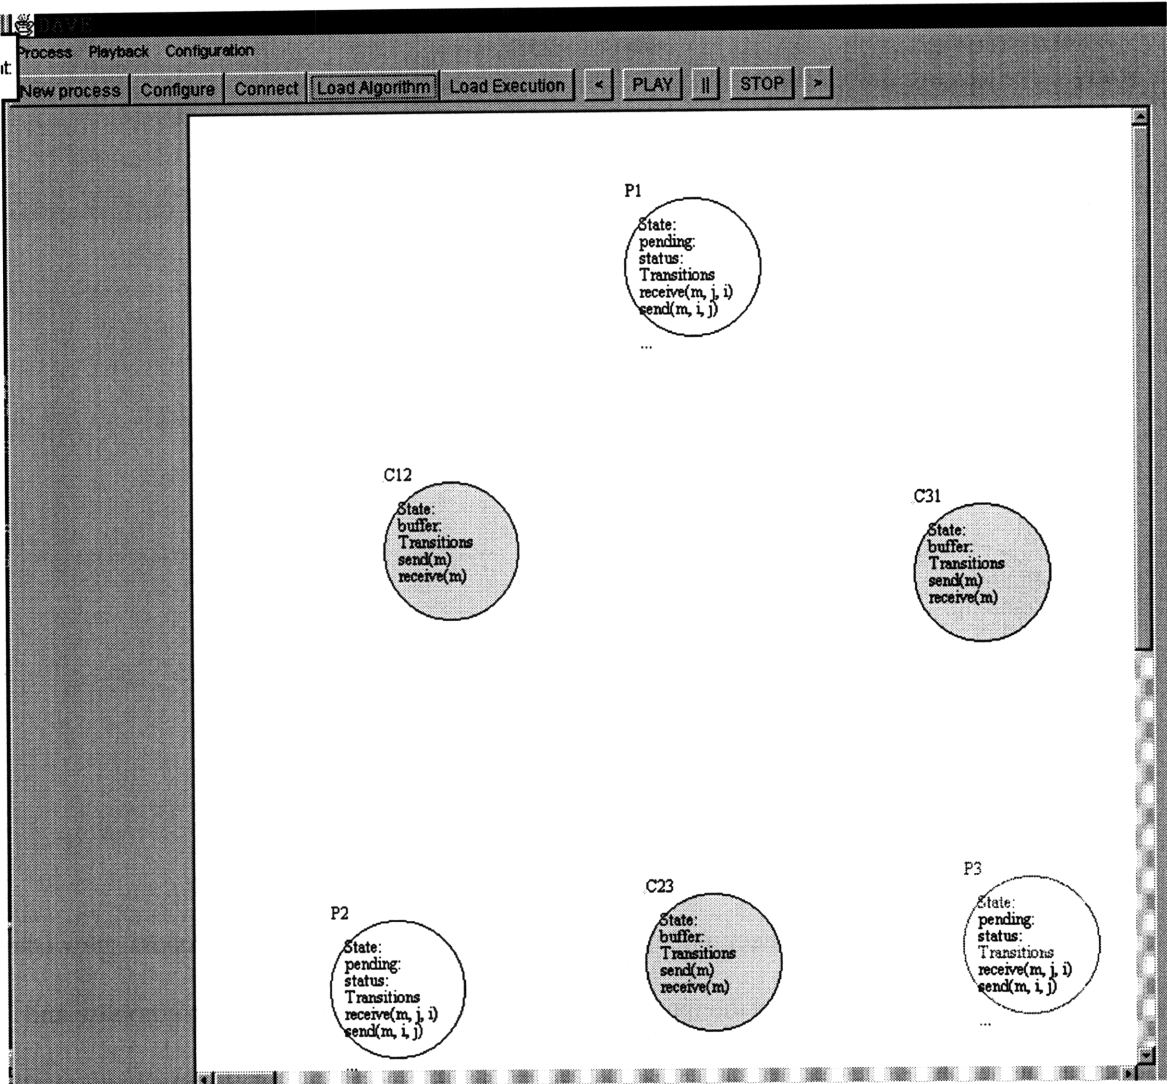 DAVE
Process Playback Configuration
New process Configure Connect Load Algorithm Load Execution < PLAY || STOP >
P1
State:
pending:
status:
Transitions
receive(m, j, i)
send(m, i, j)
...
C12
State:
buffer:
Transitions
send(m)
receive(m)
C31
State:
buffer:
Transitions
send(m)
receive(m)
P2
State:
pending:
status:
Transitions
receive(m, j, i)
send(m, i, j)
...
C23
State:
buffer:
Transitions
send(m)
receive(m)
P3
State:
pending:
status:
Transitions
receive(m, j, i)
send(m, i, j)
...